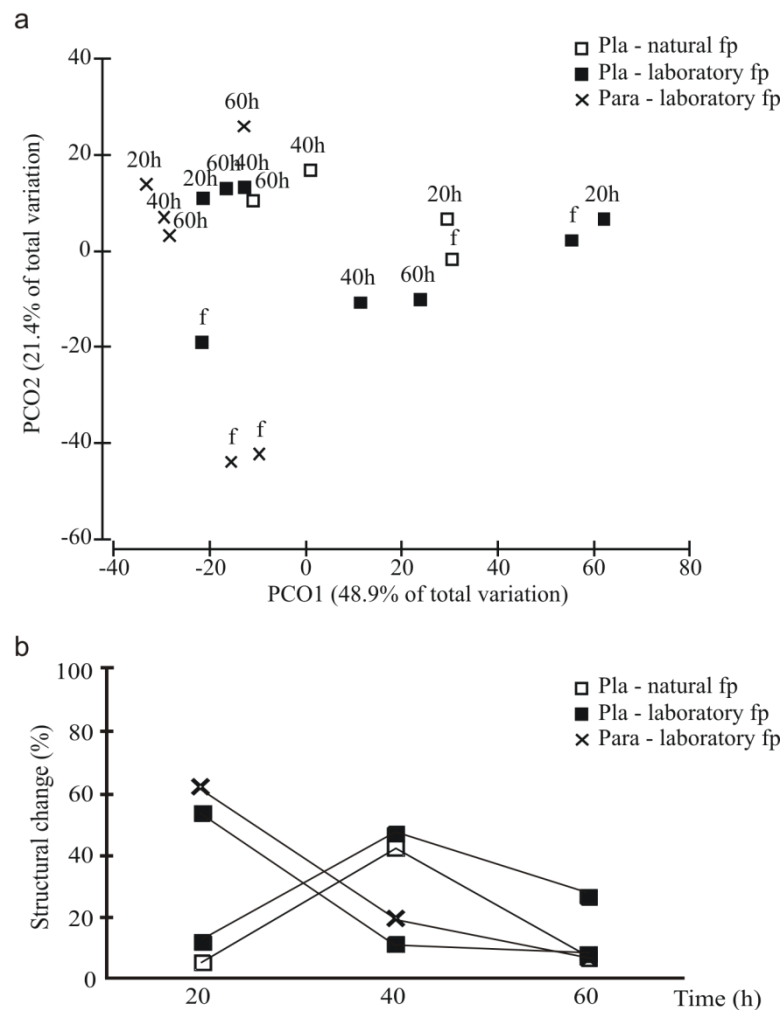 a
Pla - natural fp
Pla - laboratory fp
Para - laboratory fp
40
20
0
-20
-40
-60
PCO2 (21.4% of total variation)
60h
40h
20h
20h
60h
40h
60h
40h
60h
20h
f
f
20h
40h
60h
f
f
f
-40
-20
0
20
40
60
80
PCO1 (48.9% of total variation)
b
Pla - natural fp
Pla - laboratory fp
Para - laboratory fp
100
80
60
40
20
0
Structural change (%)
20
40
60
Time (h)